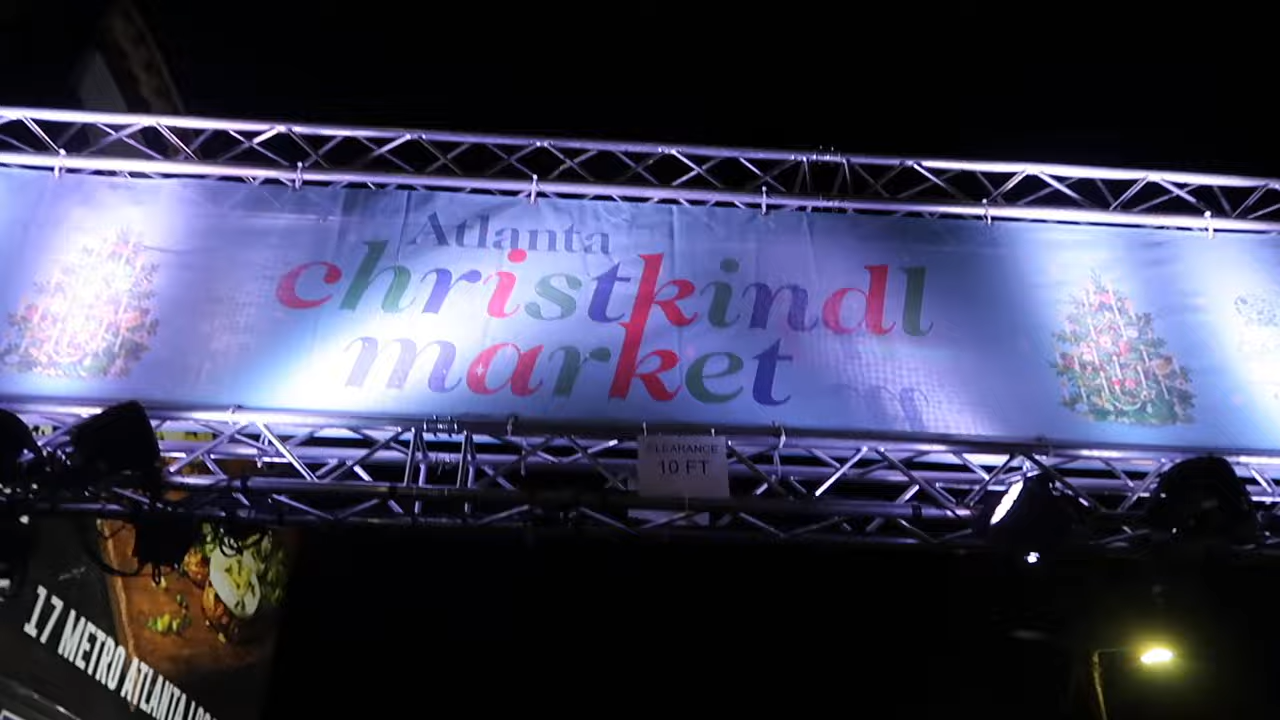 Atlanta
christkindl
market
CLEARANCE
10 FT
17 METRO ATLANTA